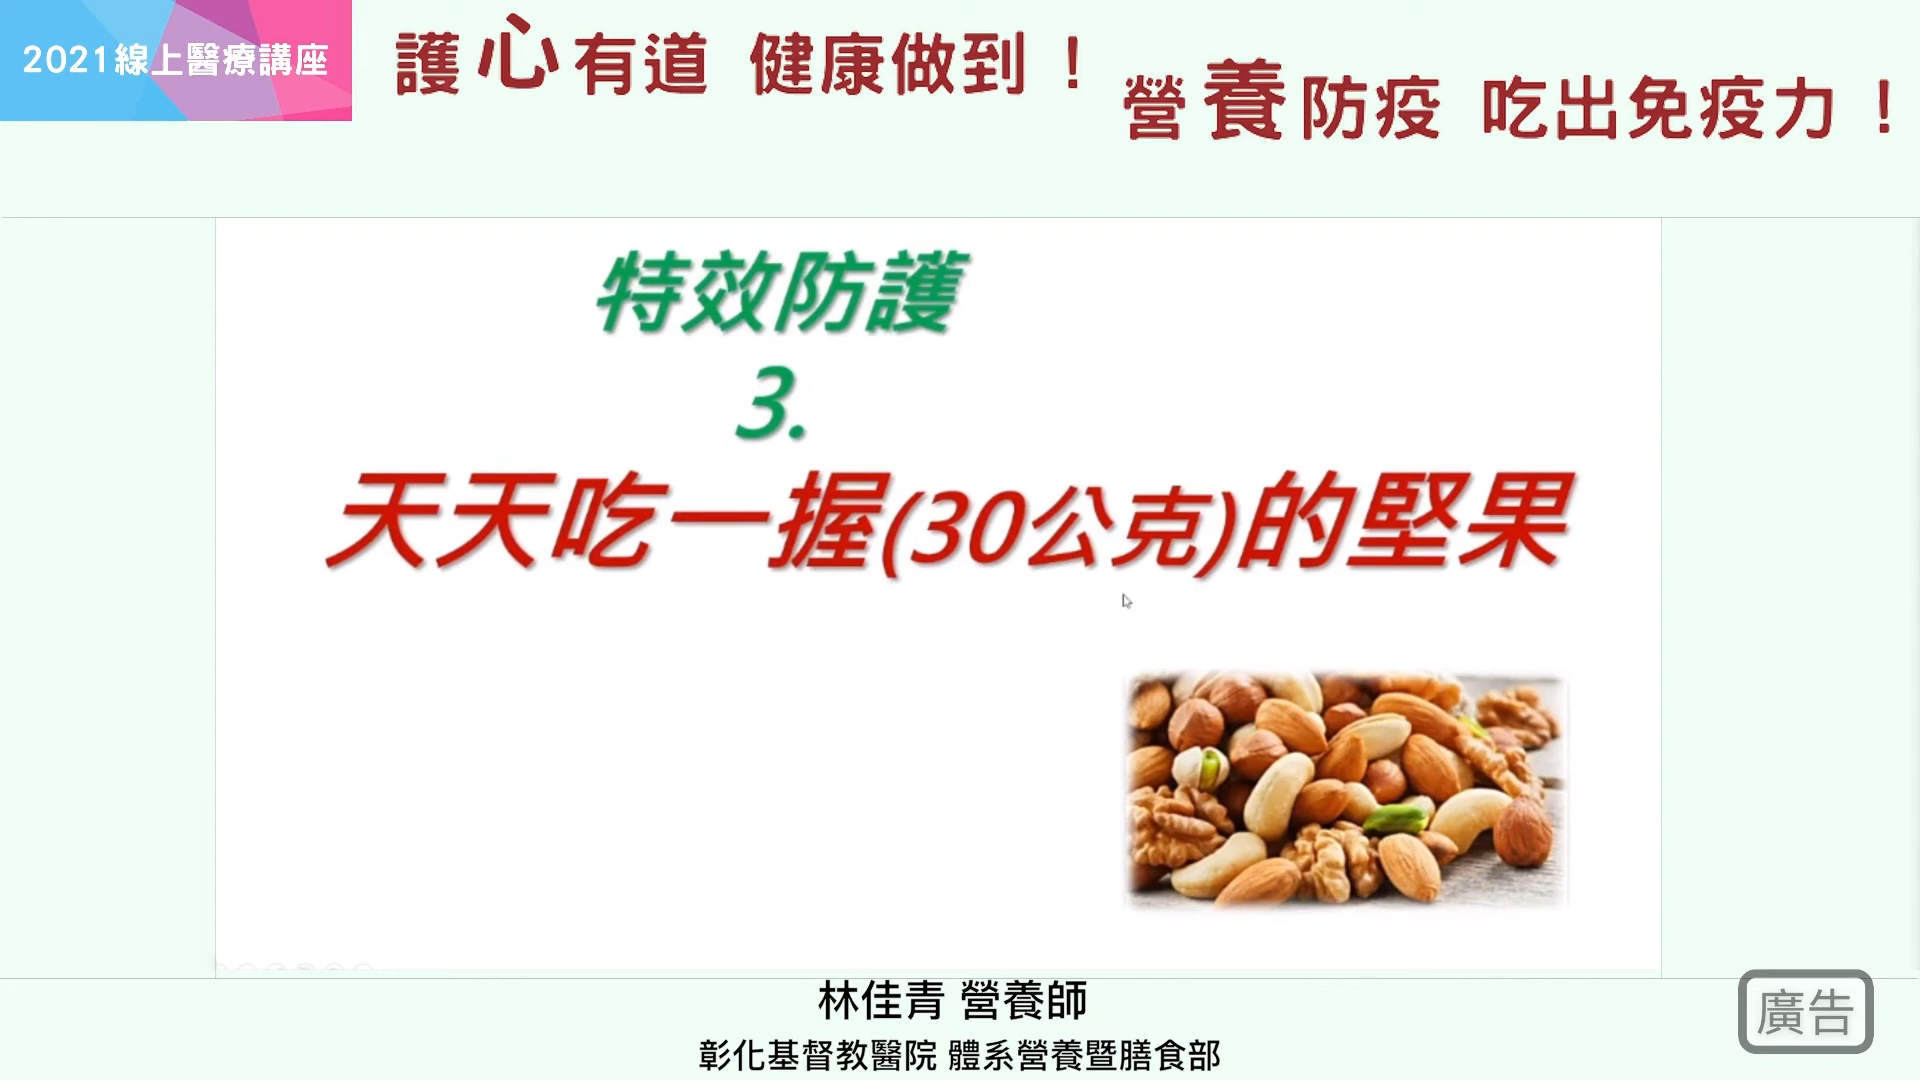 2021線上醫療講座
護心有道 健康做到！
營養防疫 吃出免疫力！
特效防護
3.
天天吃一握(30公克)的堅果
林佳青 營養師
彰化基督教醫院 體系營養暨膳食部
廣告